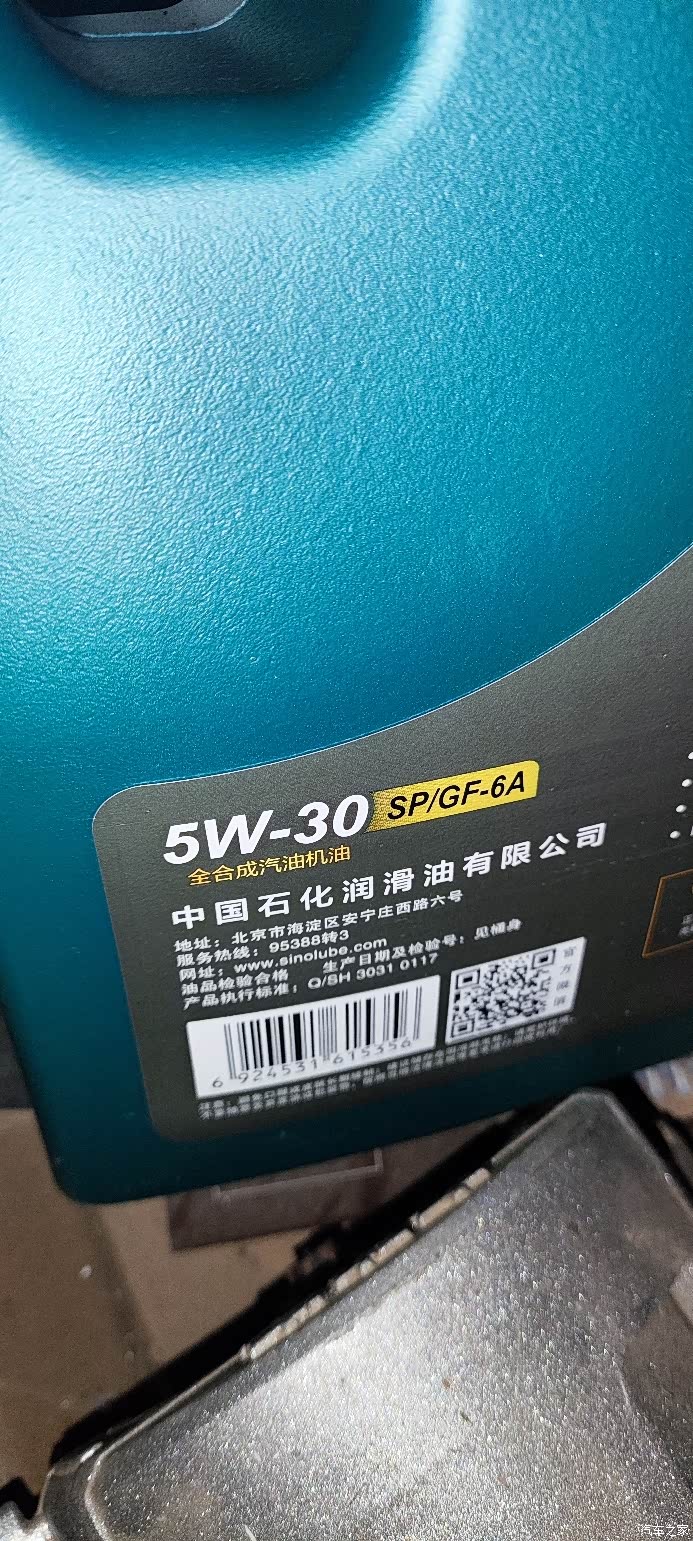 5W-30 SP/GF-6A
全合成汽油机油
中国石化润滑油有限公司
地址：北京市海淀区安宁庄西路六号
服务热线：95388转3
网址：www.sinolube.com
油品检验合格 生产日期及检验号：见桶身
产品执行标准：Q/SH 3031 0117
6 924531 615356
汽车之家